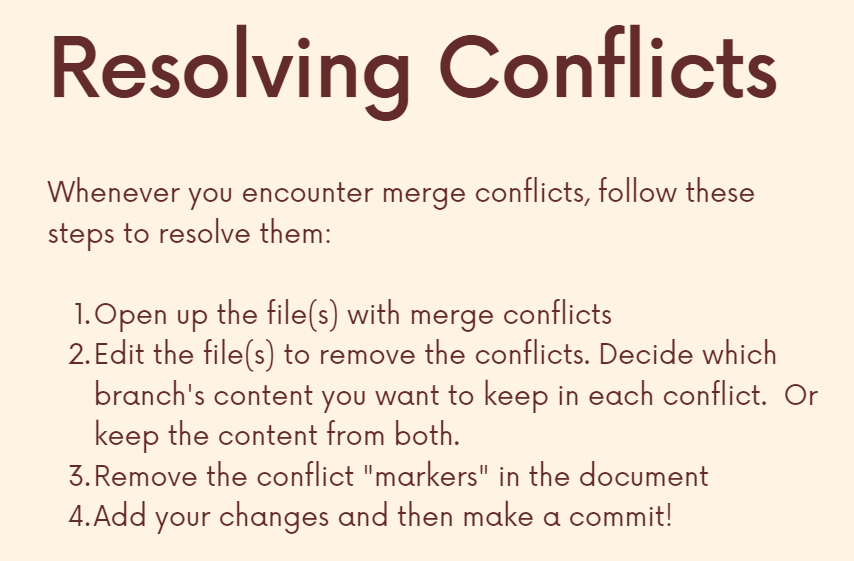 Resolving Conflicts
Whenever you encounter merge conflicts, follow these
steps to resolve them:
1.Open up the file(s) with merge conflicts
2.Edit the file(s) to remove the conflicts. Decide which
branch's content you want to keep in each conflict.  Or
keep the content from both.
3.Remove the conflict "markers" in the document
4.Add your changes and then make a commit!